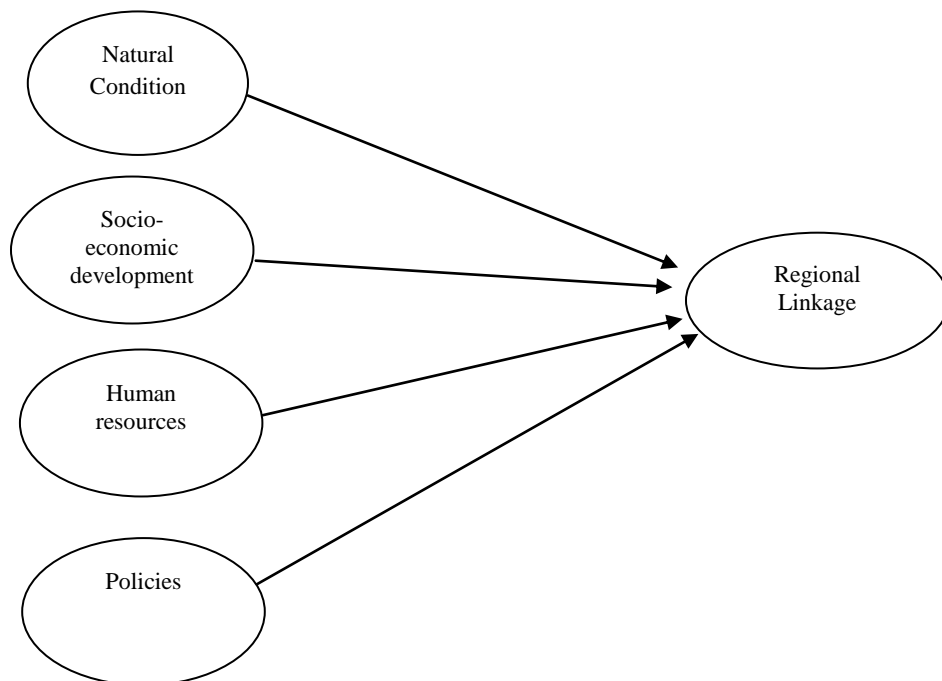 Natural
Condition
Socio-
economic
development
Regional
Linkage
Human
resources
Policies